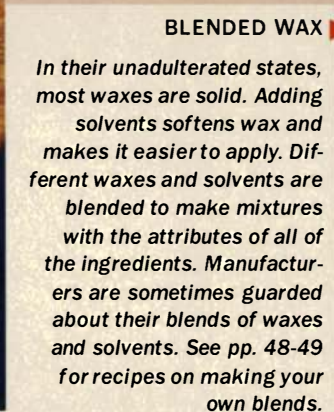 BLENDED WAX
In their unadulterated states,
most waxes are solid. Adding
solvents softens wax and
makes it easier to apply. Dif-
ferent waxes and solvents are
blended to make mixtures
with the attributes of all of
the ingredients. Manufactur-
ers are sometimes guarded
about their blends of waxes
and solvents. See pp. 48-49
for recipes on making your
own blends.